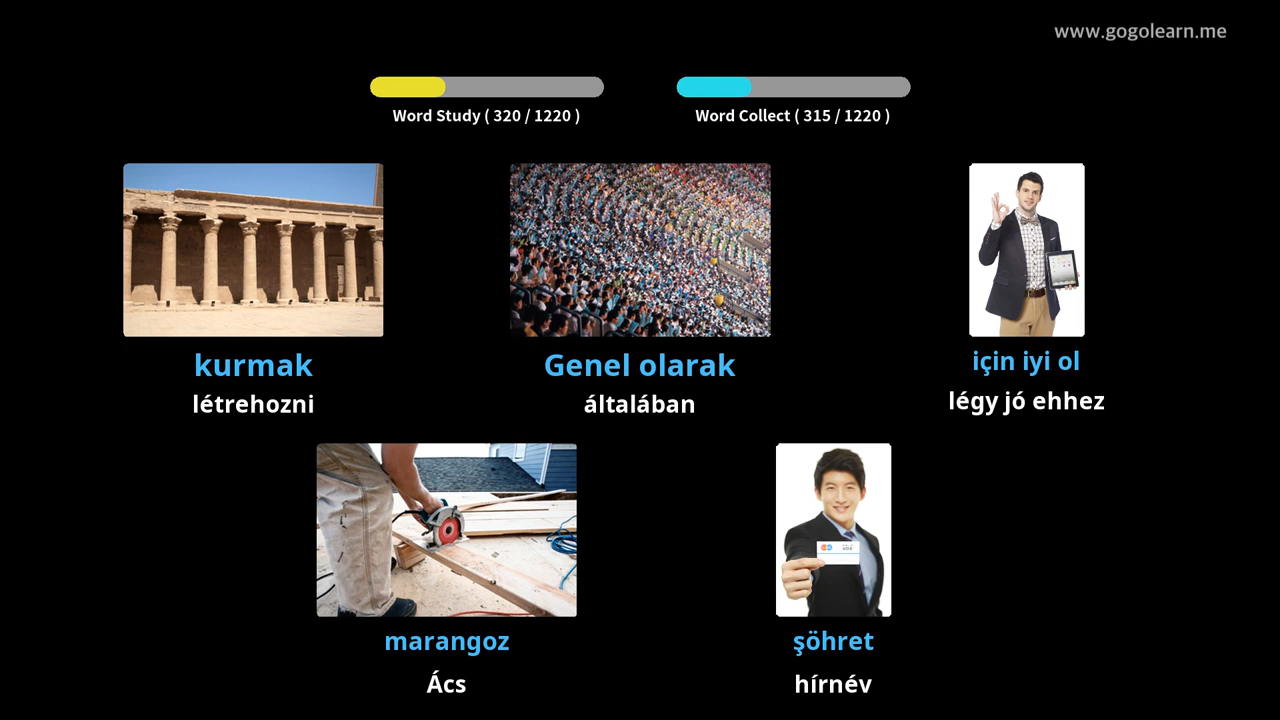 www.gogolearn.me
Word Study ( 320 / 1220 )
Word Collect ( 315 / 1220 )
kurmak
létrehozni
Genel olarak
általában
için iyi ol
légy jó ehhez
marangoz
Ács
şöhret
hírnév